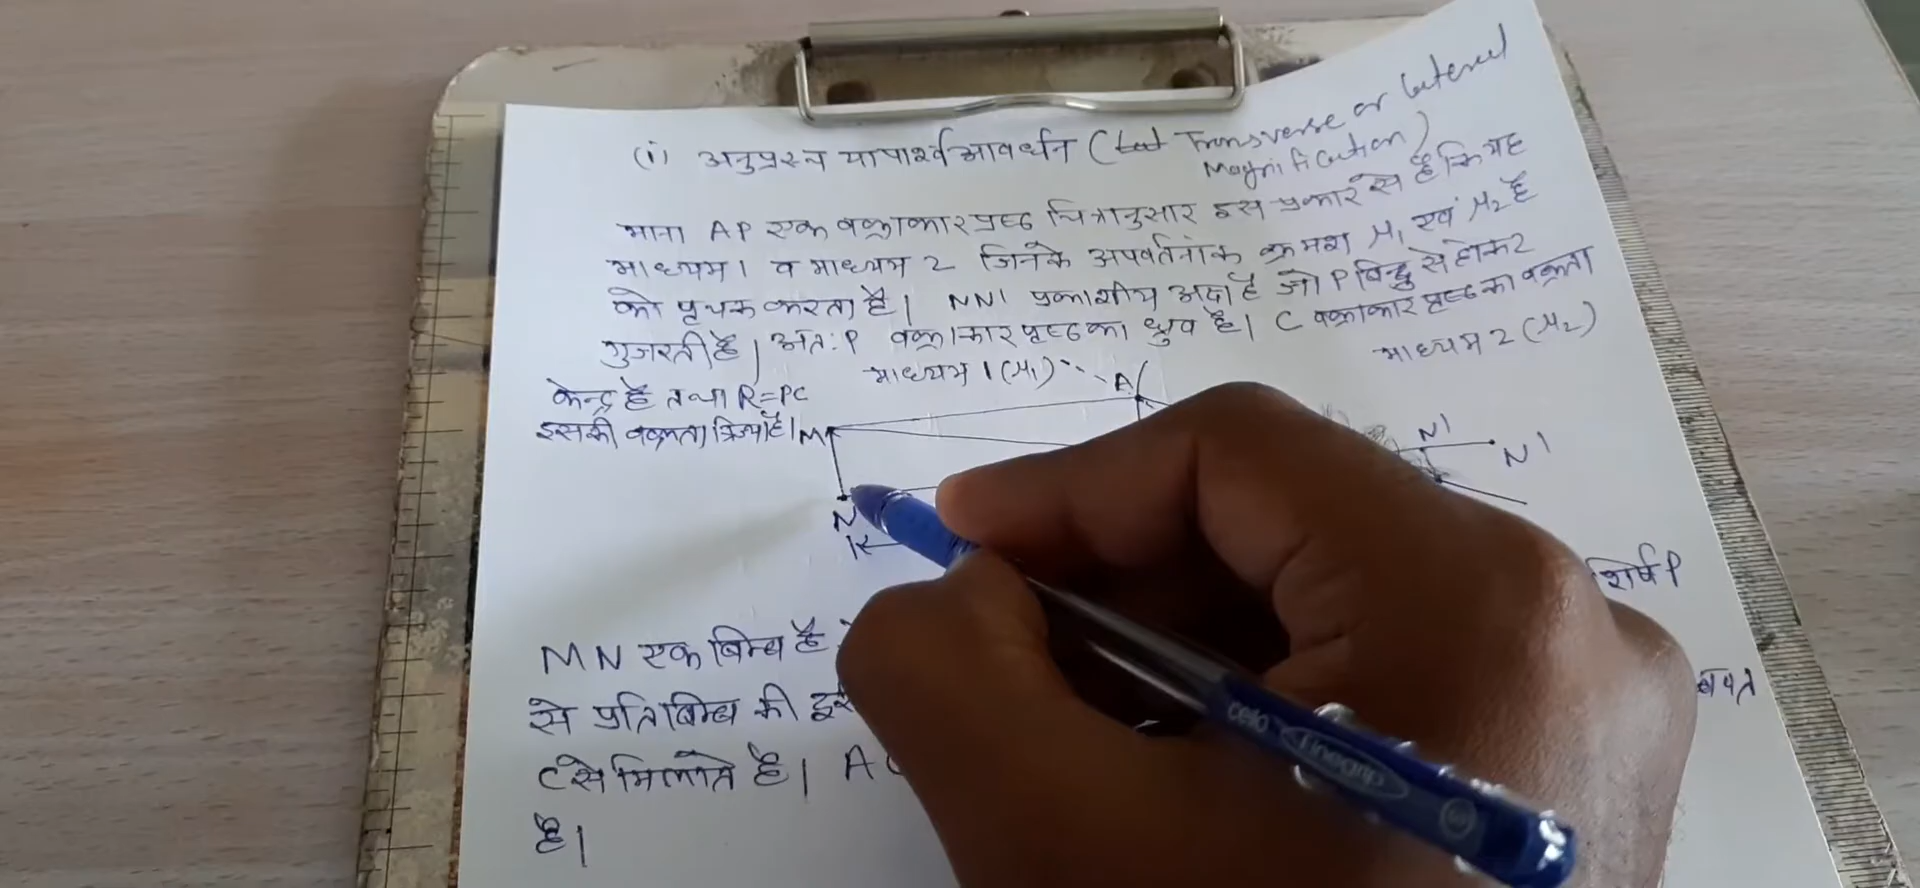 (i) अनुप्रस्थ या पार्श्व आवर्धन ( Transverse or Lateral
Magnification)
माना AP एक वक्राकार पृष्ठ चित्रानुसार इस प्रकार से है कि यह
माध्यम 1 व माध्यम 2 जिनके अपवर्तनांक क्रमश μ1 एवं μ2 है
को पृथक करता है। NN' प्रकाशीय अक्ष है जो P बिन्दु से होकर
गुजरती है। अतः P वक्राकार पृष्ठ का ध्रुव है। C वक्राकार पृष्ठ का वक्रता
केन्द्र है तथा R=PC
इसकी वक्रता त्रिज्या है।
माध्यम 1 (μ1)
माध्यम 2 (μ2)
A
M
N
N'
N'
शिर्ष P
MN एक बिम्ब है
से प्रतिबिम्ब की
C से मिलाते है। A
है।
cello Finegrip